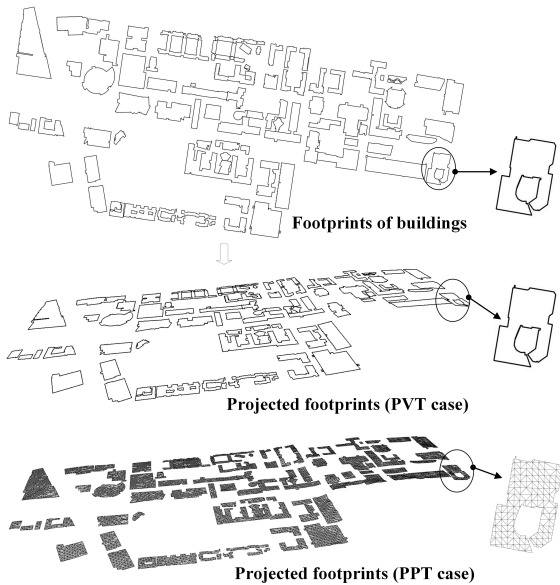 Footprints of buildings
Projected footprints (PVT case)
Projected footprints (PPT case)